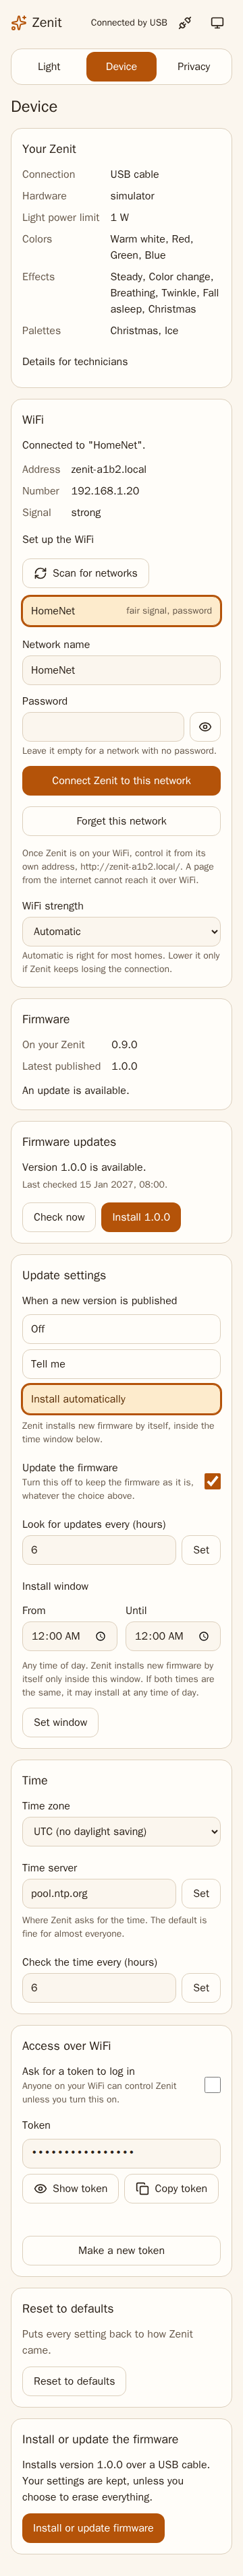 Zenit
Connected by USB
Light
Device
Privacy
Device
Your Zenit
Connection USB cable
Hardware simulator
Light power limit 1 W
Colors Warm white, Red,
Green, Blue
Effects Steady, Color change,
Breathing, Twinkle, Fall
asleep, Christmas
Palettes Christmas, Ice
Details for technicians
WiFi
Connected to "HomeNet".
Address zenit-a1b2.local
Number 192.168.1.20
Signal strong
Set up the WiFi
Scan for networks
HomeNet fair signal, password
Network name
HomeNet
Password
Leave it empty for a network with no password.
Connect Zenit to this network
Forget this network
Once Zenit is on your WiFi, control it from its
own address, http://zenit-a1b2.local/. A page
from the internet cannot reach it over WiFi.
WiFi strength
Automatic
Automatic is right for most homes. Lower it only
if Zenit keeps losing the connection.
Firmware
On your Zenit 0.9.0
Latest published 1.0.0
An update is available.
Firmware updates
Version 1.0.0 is available.
Last checked 15 Jan 2027, 08:00.
Check now
Install 1.0.0
Update settings
When a new version is published
Off
Tell me
Install automatically
Zenit installs new firmware by itself, inside the
time window below.
Update the firmware
Turn this off to keep the firmware as it is,
whatever the choice above.
Look for updates every (hours)
6 Set
Install window
From Until
12:00 AM 12:00 AM
Any time of day. Zenit installs new firmware by
itself only inside this window. If both times are
the same, it may install at any time of day.
Set window
Time
Time zone
UTC (no daylight saving)
Time server
pool.ntp.org Set
Where Zenit asks for the time. The default is
fine for almost everyone.
Check the time every (hours)
6 Set
Access over WiFi
Ask for a token to log in
Anyone on your WiFi can control Zenit
unless you turn this on.
Token
••••••••••••••••
Show token
Copy token
Make a new token
Reset to defaults
Puts every setting back to how Zenit
came.
Reset to defaults
Install or update the firmware
Installs version 1.0.0 over a USB cable.
Your settings are kept, unless you
choose to erase everything.
Install or update firmware